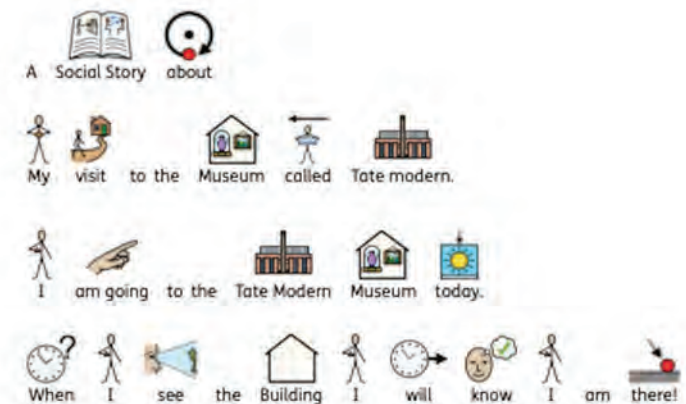 A Social Story about
My visit to the Museum called Tate modern.
I am going to the Tate Modern Museum today.
When I see the Building I will know I am there!